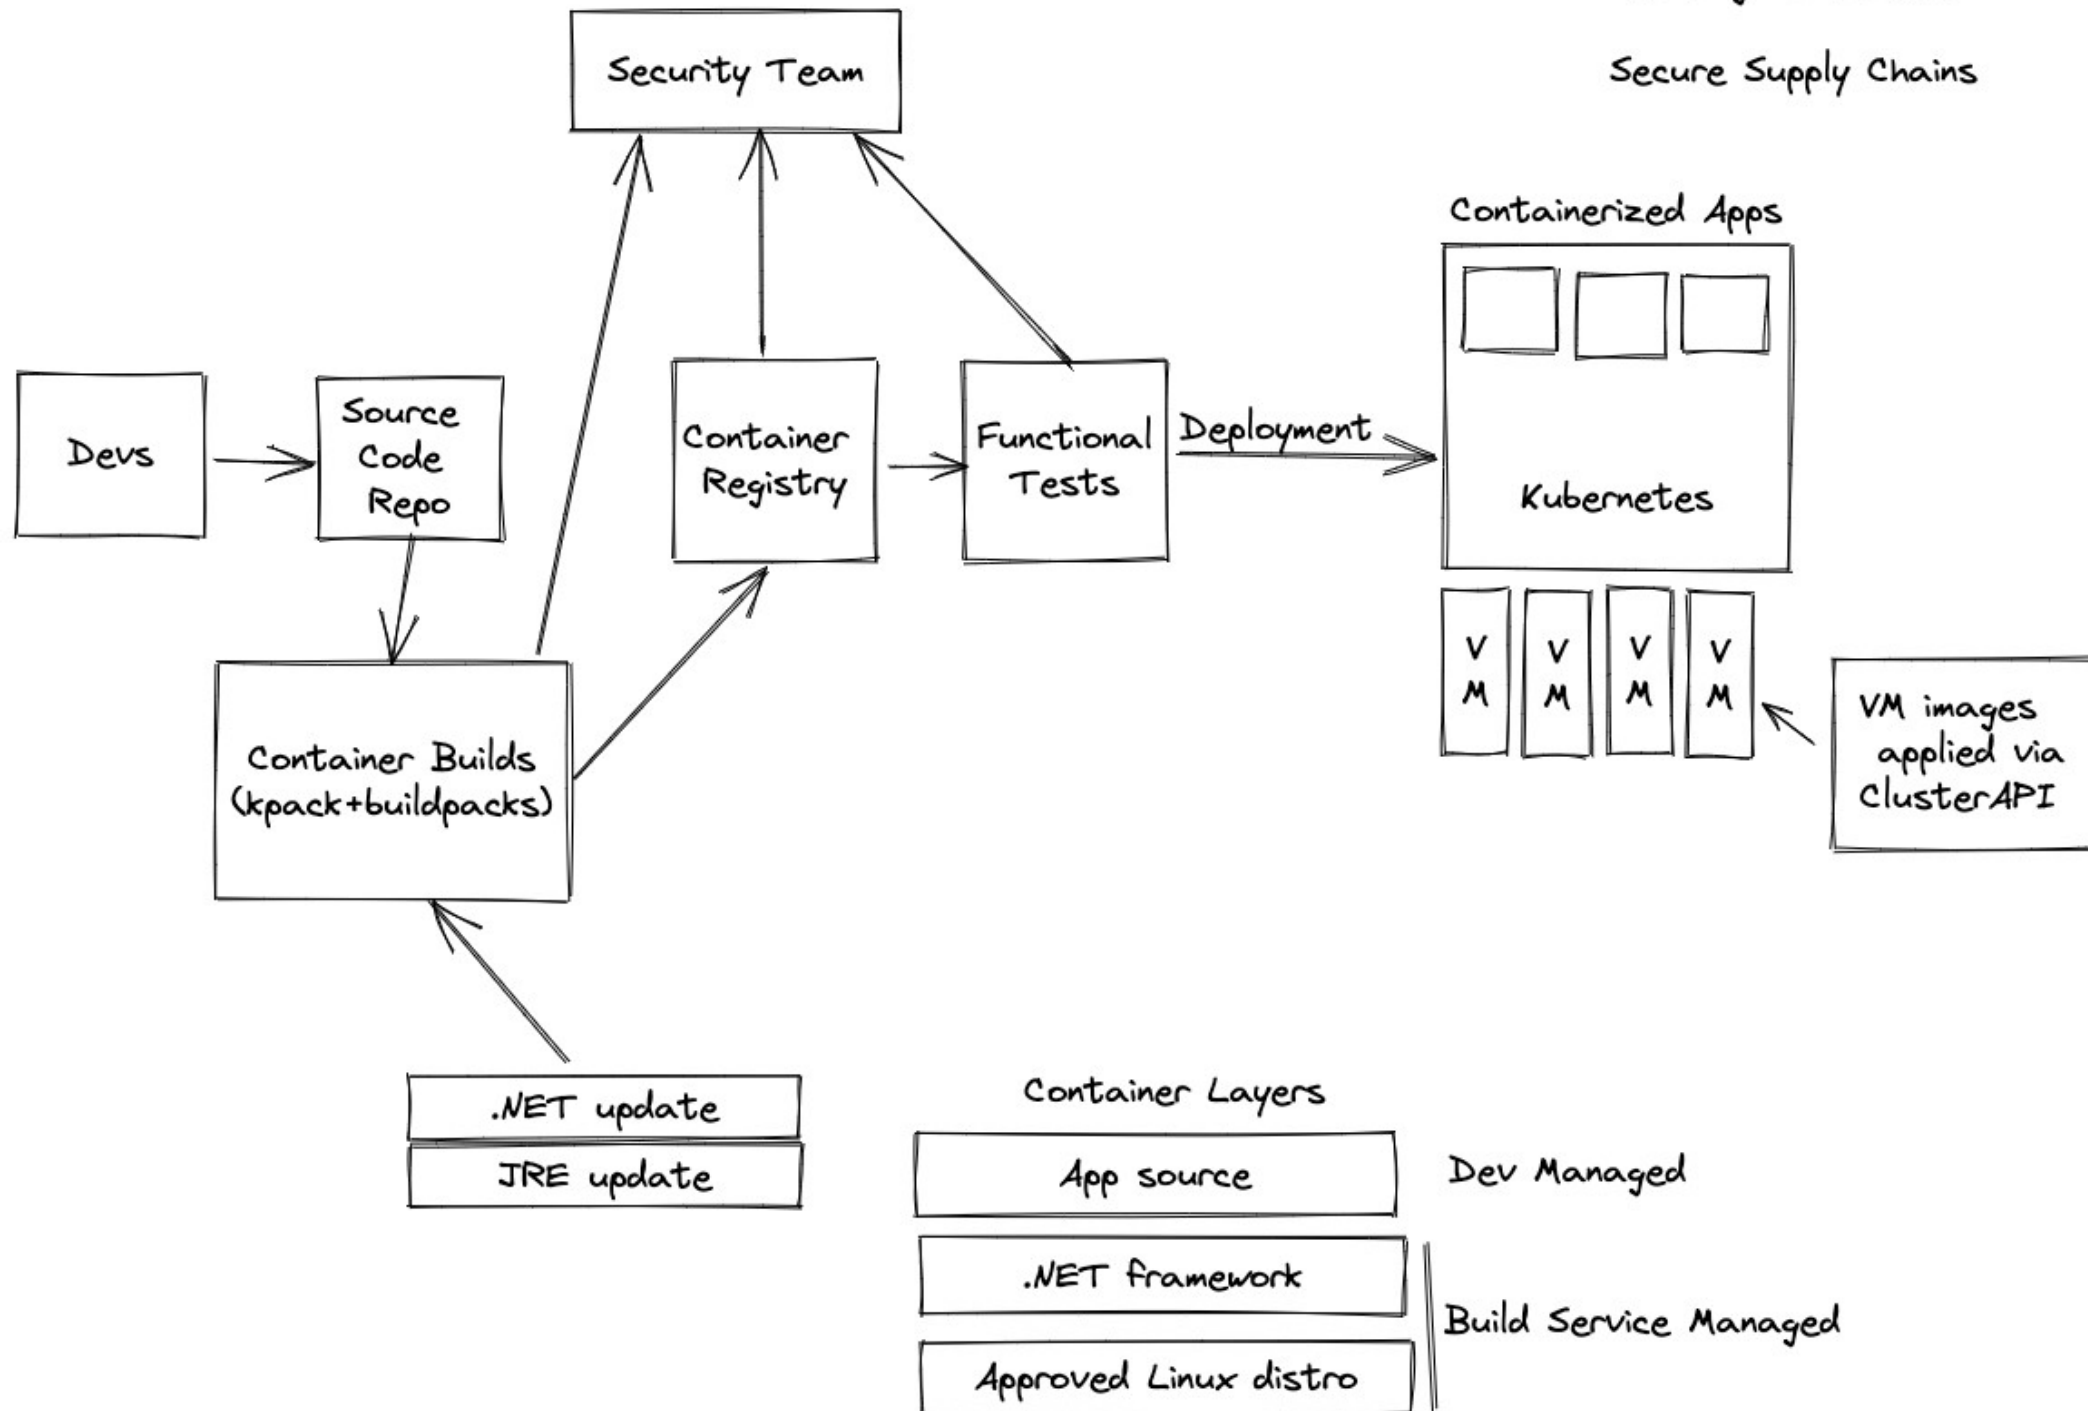 Security Team
Secure Supply Chains
Containerized Apps
Devs
Source
Code
Repo
Container
Registry
Functional
Tests
Deployment
Kubernetes
V
M
V
M
V
M
V
M
VM images
applied via
ClusterAPI
Container Builds
(kpack+buildpacks)
.NET update
JRE update
Container Layers
App source
Dev Managed
.NET framework
Build Service Managed
Approved Linux distro